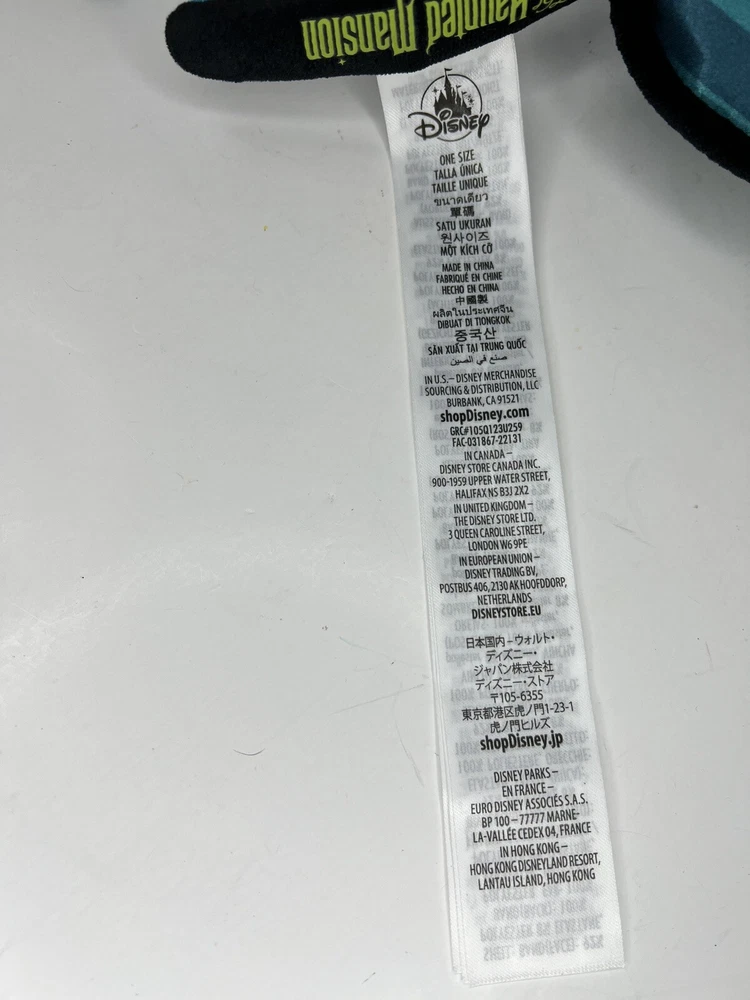 The Haunted Mansion
Disney
ONE SIZE
TALLA ÚNICA
TAILLE UNIQUE
ขนาดเดียว
單碼
SATU UKURAN
원사이즈
MỘT KÍCH CỠ
MADE IN CHINA
FABRIQUÉ EN CHINE
HECHO EN CHINA
中國製
ผลิตในประเทศจีน
DIBUAT DI TIONGKOK
중국산
SẢN XUẤT TẠI TRUNG QUỐC
صنع في الصين
IN U.S.– DISNEY MERCHANDISE
SOURCING & DISTRIBUTION, LLC
BURBANK, CA 91521
shopDisney.com
GRC#105Q123U259
FAC-031867-22131
IN CANADA –
DISNEY STORE CANADA INC.
900-1959 UPPER WATER STREET,
HALIFAX NS B3J 2X2
IN UNITED KINGDOM –
THE DISNEY STORE LTD.
3 QUEEN CAROLINE STREET,
LONDON W6 9PE
IN EUROPEAN UNION –
DISNEY TRADING BV,
POSTBUS 406, 2130 AK HOOFDDORP,
NETHERLANDS
DISNEYSTORE.EU
日本国内－ウォルト・
ディズニー・
ジャパン株式会社
ディズニー・ストア
〒105-6355
東京都港区虎ノ門1-23-1
虎ノ門ヒルズ
shopDisney.jp
DISNEY PARKS –
EN FRANCE –
EURO DISNEY ASSOCIÉS S.A.S.
BP 100 – 77777 MARNE-
LA-VALLÉE CEDEX 04, FRANCE
IN HONG KONG –
HONG KONG DISNEYLAND RESORT,
LANTAU ISLAND, HONG KONG